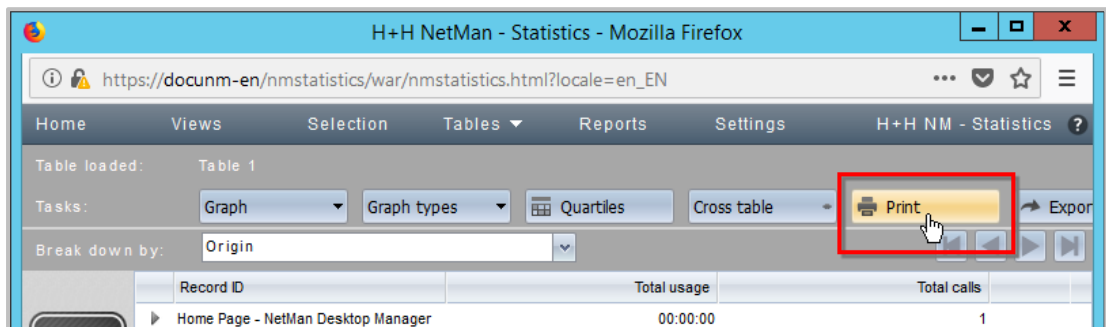 H+H NetMan - Statistics - Mozilla Firefox
https://docunm-en/nmstatistics/war/nmstatistics.html?locale=en_EN
Home Views Selection Tables Reports Settings H+H NM - Statistics ?
Table loaded: Table 1
Tasks: Graph Graph types Quartiles Cross table Print Expor
Break down by: Origin
Record ID Total usage Total calls
Home Page - NetMan Desktop Manager 00:00:00 1